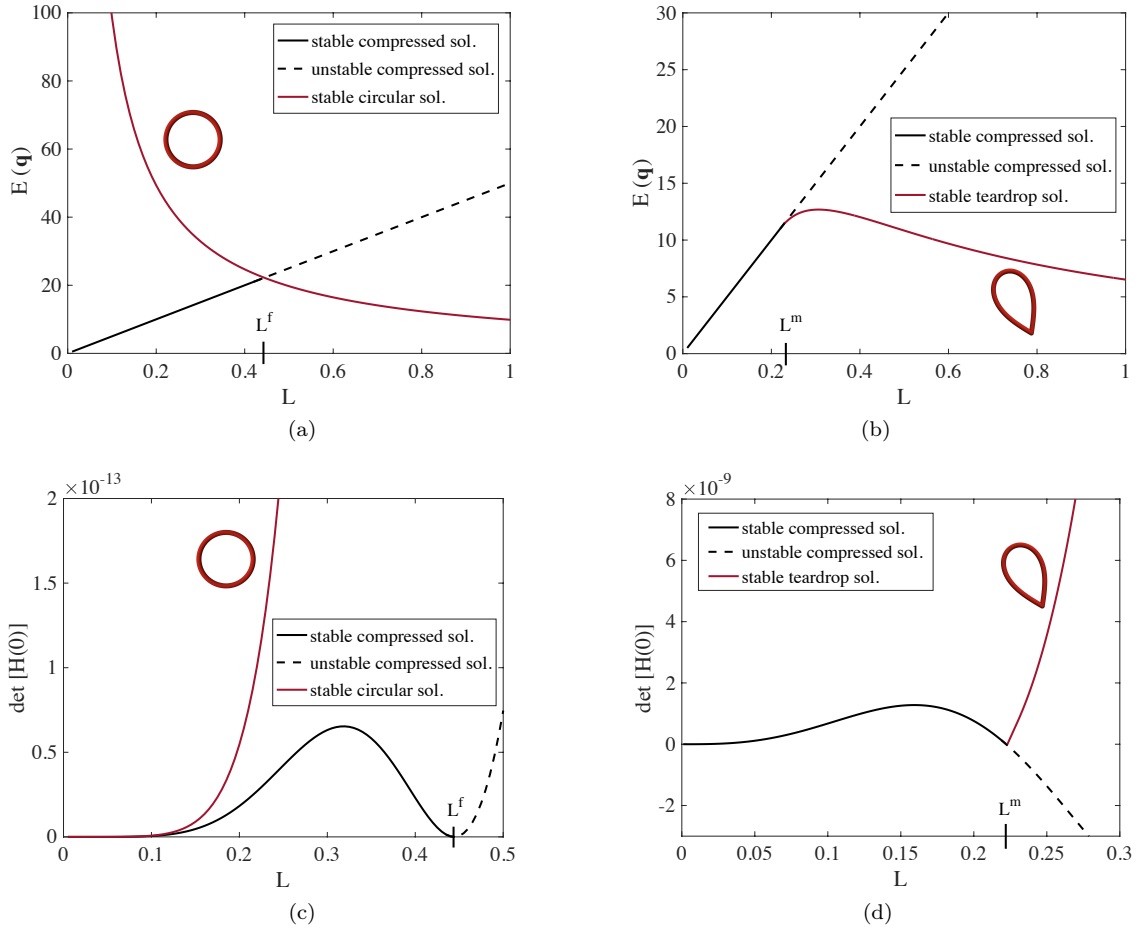 100
80
60
40
20
0
E (q)
stable compressed sol.
unstable compressed sol.
stable circular sol.
L^f
0
0.2
0.4
0.6
0.8
1
L
(a)
30
25
20
15
10
5
0
E (q)
stable compressed sol.
unstable compressed sol.
stable teardrop sol.
L^m
0
0.2
0.4
0.6
0.8
1
L
(b)
×10^-13
2
1.5
1
0.5
0
det [H(0)]
stable compressed sol.
unstable compressed sol.
stable circular sol.
L^f
0
0.1
0.2
0.3
0.4
0.5
L
(c)
×10^-9
8
6
4
2
0
-2
det [H(0)]
stable compressed sol.
unstable compressed sol.
stable teardrop sol.
L^m
0
0.05
0.1
0.15
0.2
0.25
0.3
L
(d)